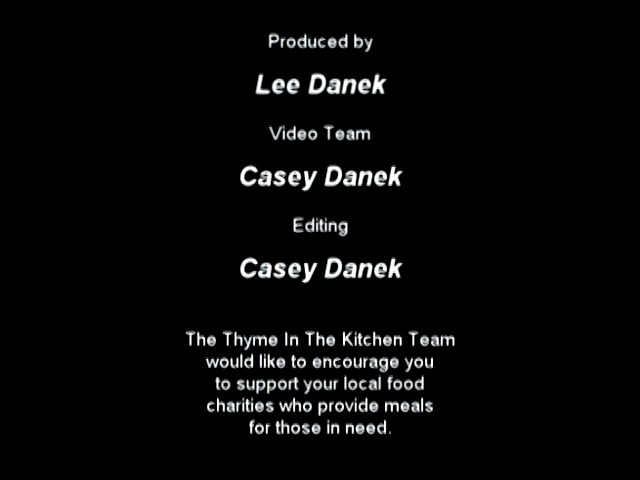 Produced by
Lee Danek
Video Team
Casey Danek
Editing
Casey Danek
The Thyme In The Kitchen Team
would like to encourage you
to support your local food
charities who provide meals
for those in need.